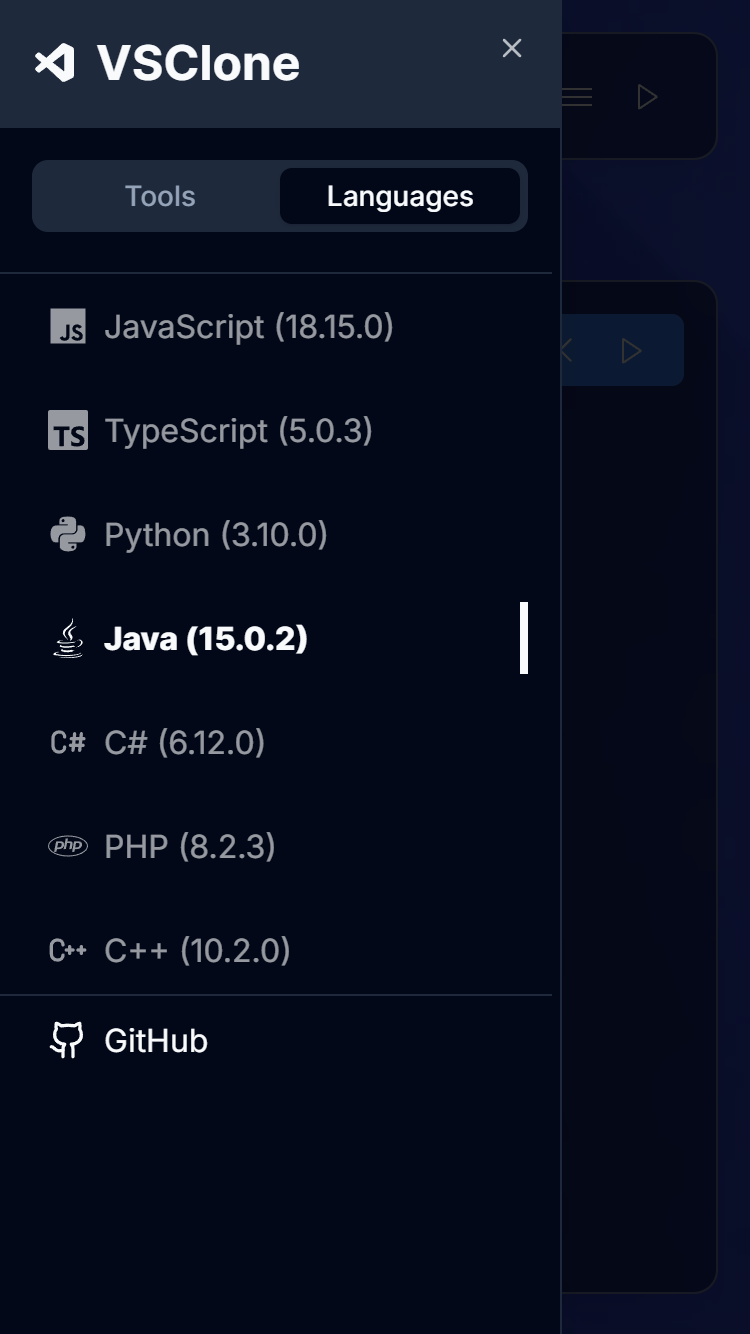 VSClone
Tools
Languages
JS JavaScript (18.15.0)
TS TypeScript (5.0.3)
Python (3.10.0)
Java (15.0.2)
C# C# (6.12.0)
php PHP (8.2.3)
C++ C++ (10.2.0)
GitHub